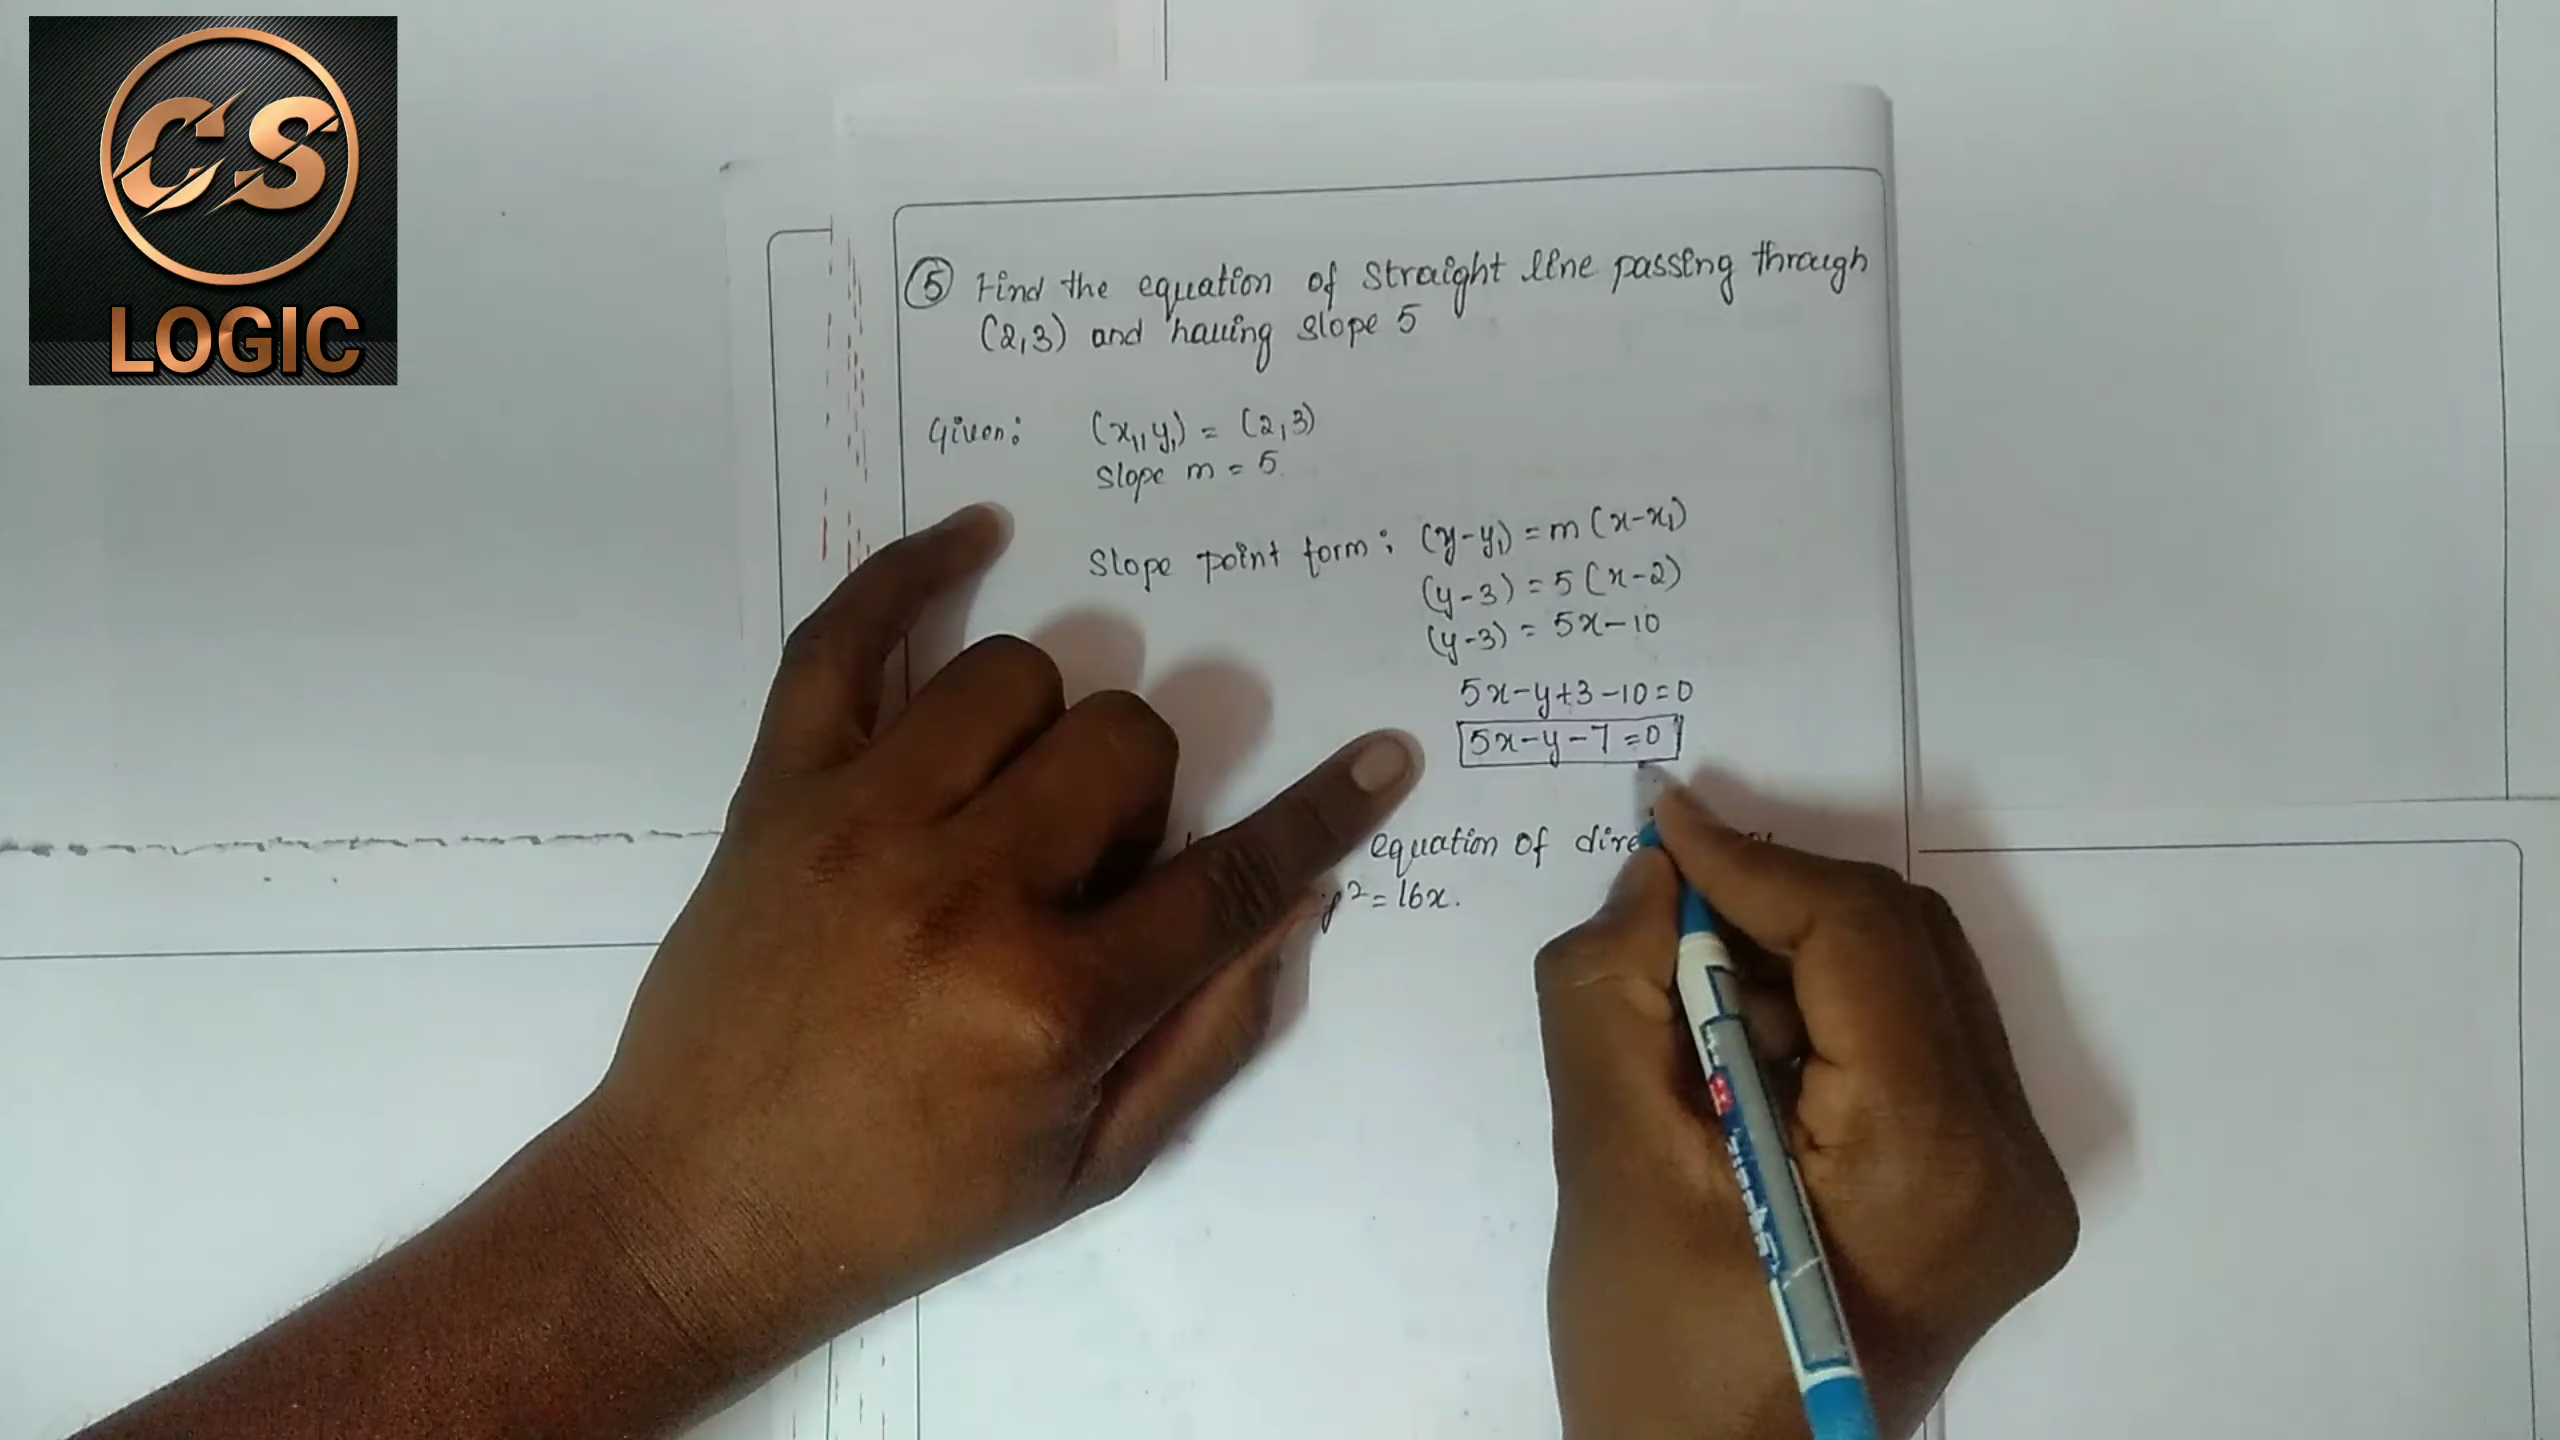 CS
LOGIC
⑤ Find the equation of straight line passing through
(2,3) and having slope 5
Given: (x₁,y₁) = (2,3)
Slope m = 5
Slope point form: (y-y₁) = m(x-x₁)
(y-3) = 5(x-2)
(y-3) = 5x-10
5x-y+3-10=0
5x-y-7=0
equation of
y²=16x.